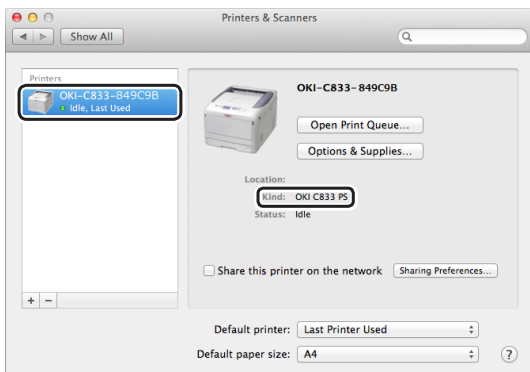 Printers & Scanners
Show All
Printers
OKI-C833-849C9B
Idle, Last Used
OKI-C833-849C9B
Open Print Queue...
Options & Supplies...
Location:
Kind: OKI C833 PS
Status: Idle
Share this printer on the network Sharing Preferences...
+ −
Default printer: Last Printer Used
Default paper size: A4 ?